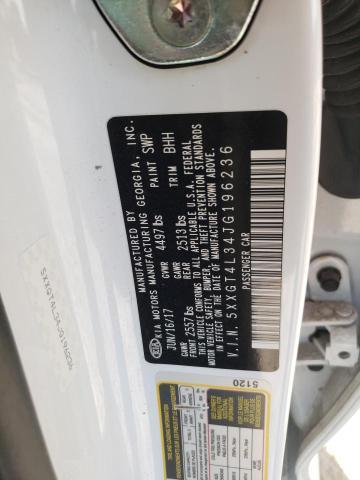 KIA MOTORS MANUFACTURING GEORGIA, INC.
JUN/16/17 PAINT SWP
GVWR 4497 lbs TRIM BHH
GAWR GAWR
FRONT 2557 lbs REAR 2513 lbs
THIS VEHICLE CONFORMS TO ALL APPLICABLE U.S.A. FEDERAL
MOTOR VEHICLE SAFETY, BUMPER, AND THEFT PREVENTION STANDARDS
IN EFFECT ON THE DATE OF MANUFACTURE SHOWN ABOVE.
V.I.N. 5XXGT4L34JG196236
PASSENGER CAR
5120
5XXGT4L34JG196236